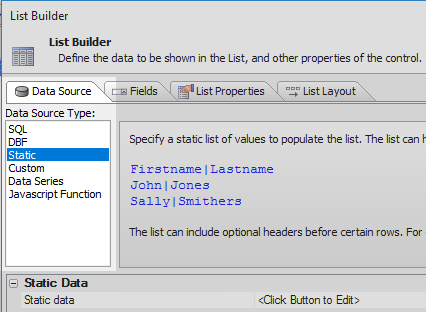 List Builder
List Builder
Define the data to be shown in the List, and other properties of the control.
Data Source
Fields
List Properties
List Layout
Data Source Type:
SQL
DBF
Static
Custom
Data Series
Javascript Function
Specify a static list of values to populate the list. The list can h
Firstname|Lastname
John|Jones
Sally|Smithers
The list can include optional headers before certain rows. For
Static Data
Static data <Click Button to Edit>